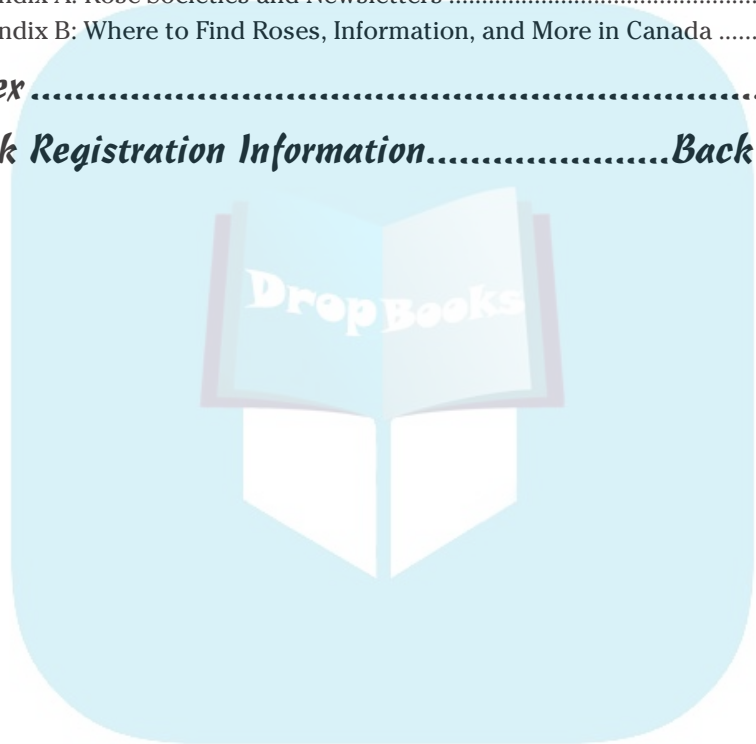 ndix A: Rose Societies and Newsletters ..........................................................
ndix B: Where to Find Roses, Information, and More in Canada ......
ex ....................................................................
k Registration Information......................Back
DropBooks